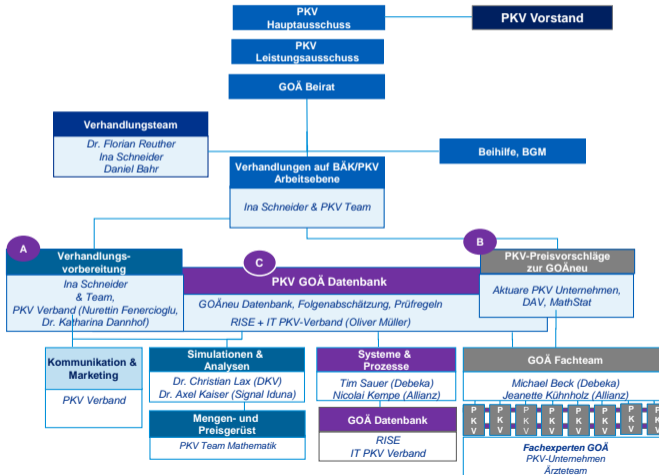 PKV
Hauptausschuss
PKV Vorstand
PKV
Leistungsausschuss
GOÄ Beirat
Verhandlungsteam
Dr. Florian Reuther
Ina Schneider
Daniel Bahr
Beihilfe, BGM
Verhandlungen auf BÄK/PKV
Arbeitsebene
Ina Schneider & PKV Team
A
Verhandlungs-
vorbereitung
Ina Schneider
& Team,
PKV Verband (Nurettin Fenercioglu,
Dr. Katharina Dannhof)
C
PKV GOÄ Datenbank
GOÄneu Datenbank, Folgenabschätzung, Prüfregeln
RISE + IT PKV-Verband (Oliver Müller)
B
PKV-Preisvorschläge
zur GOÄneu
Aktuare PKV Unternehmen,
DAV, MathStat
Kommunikation &
Marketing
PKV Verband
Simulationen &
Analysen
Dr. Christian Lax (DKV)
Dr. Axel Kaiser (Signal Iduna)
Mengen- und
Preisgerüst
PKV Team Mathematik
Systeme &
Prozesse
Tim Sauer (Debeka)
Nicolai Kempe (Allianz)
GOÄ Datenbank
RISE
IT PKV Verband
GOÄ Fachteam
Michael Beck (Debeka)
Jeanette Kühnholz (Allianz)
P P P P P P P P
K K K K K K K K
V V V V V V V V
Fachexperten GOÄ
PKV-Unternehmen
Ärzteteam